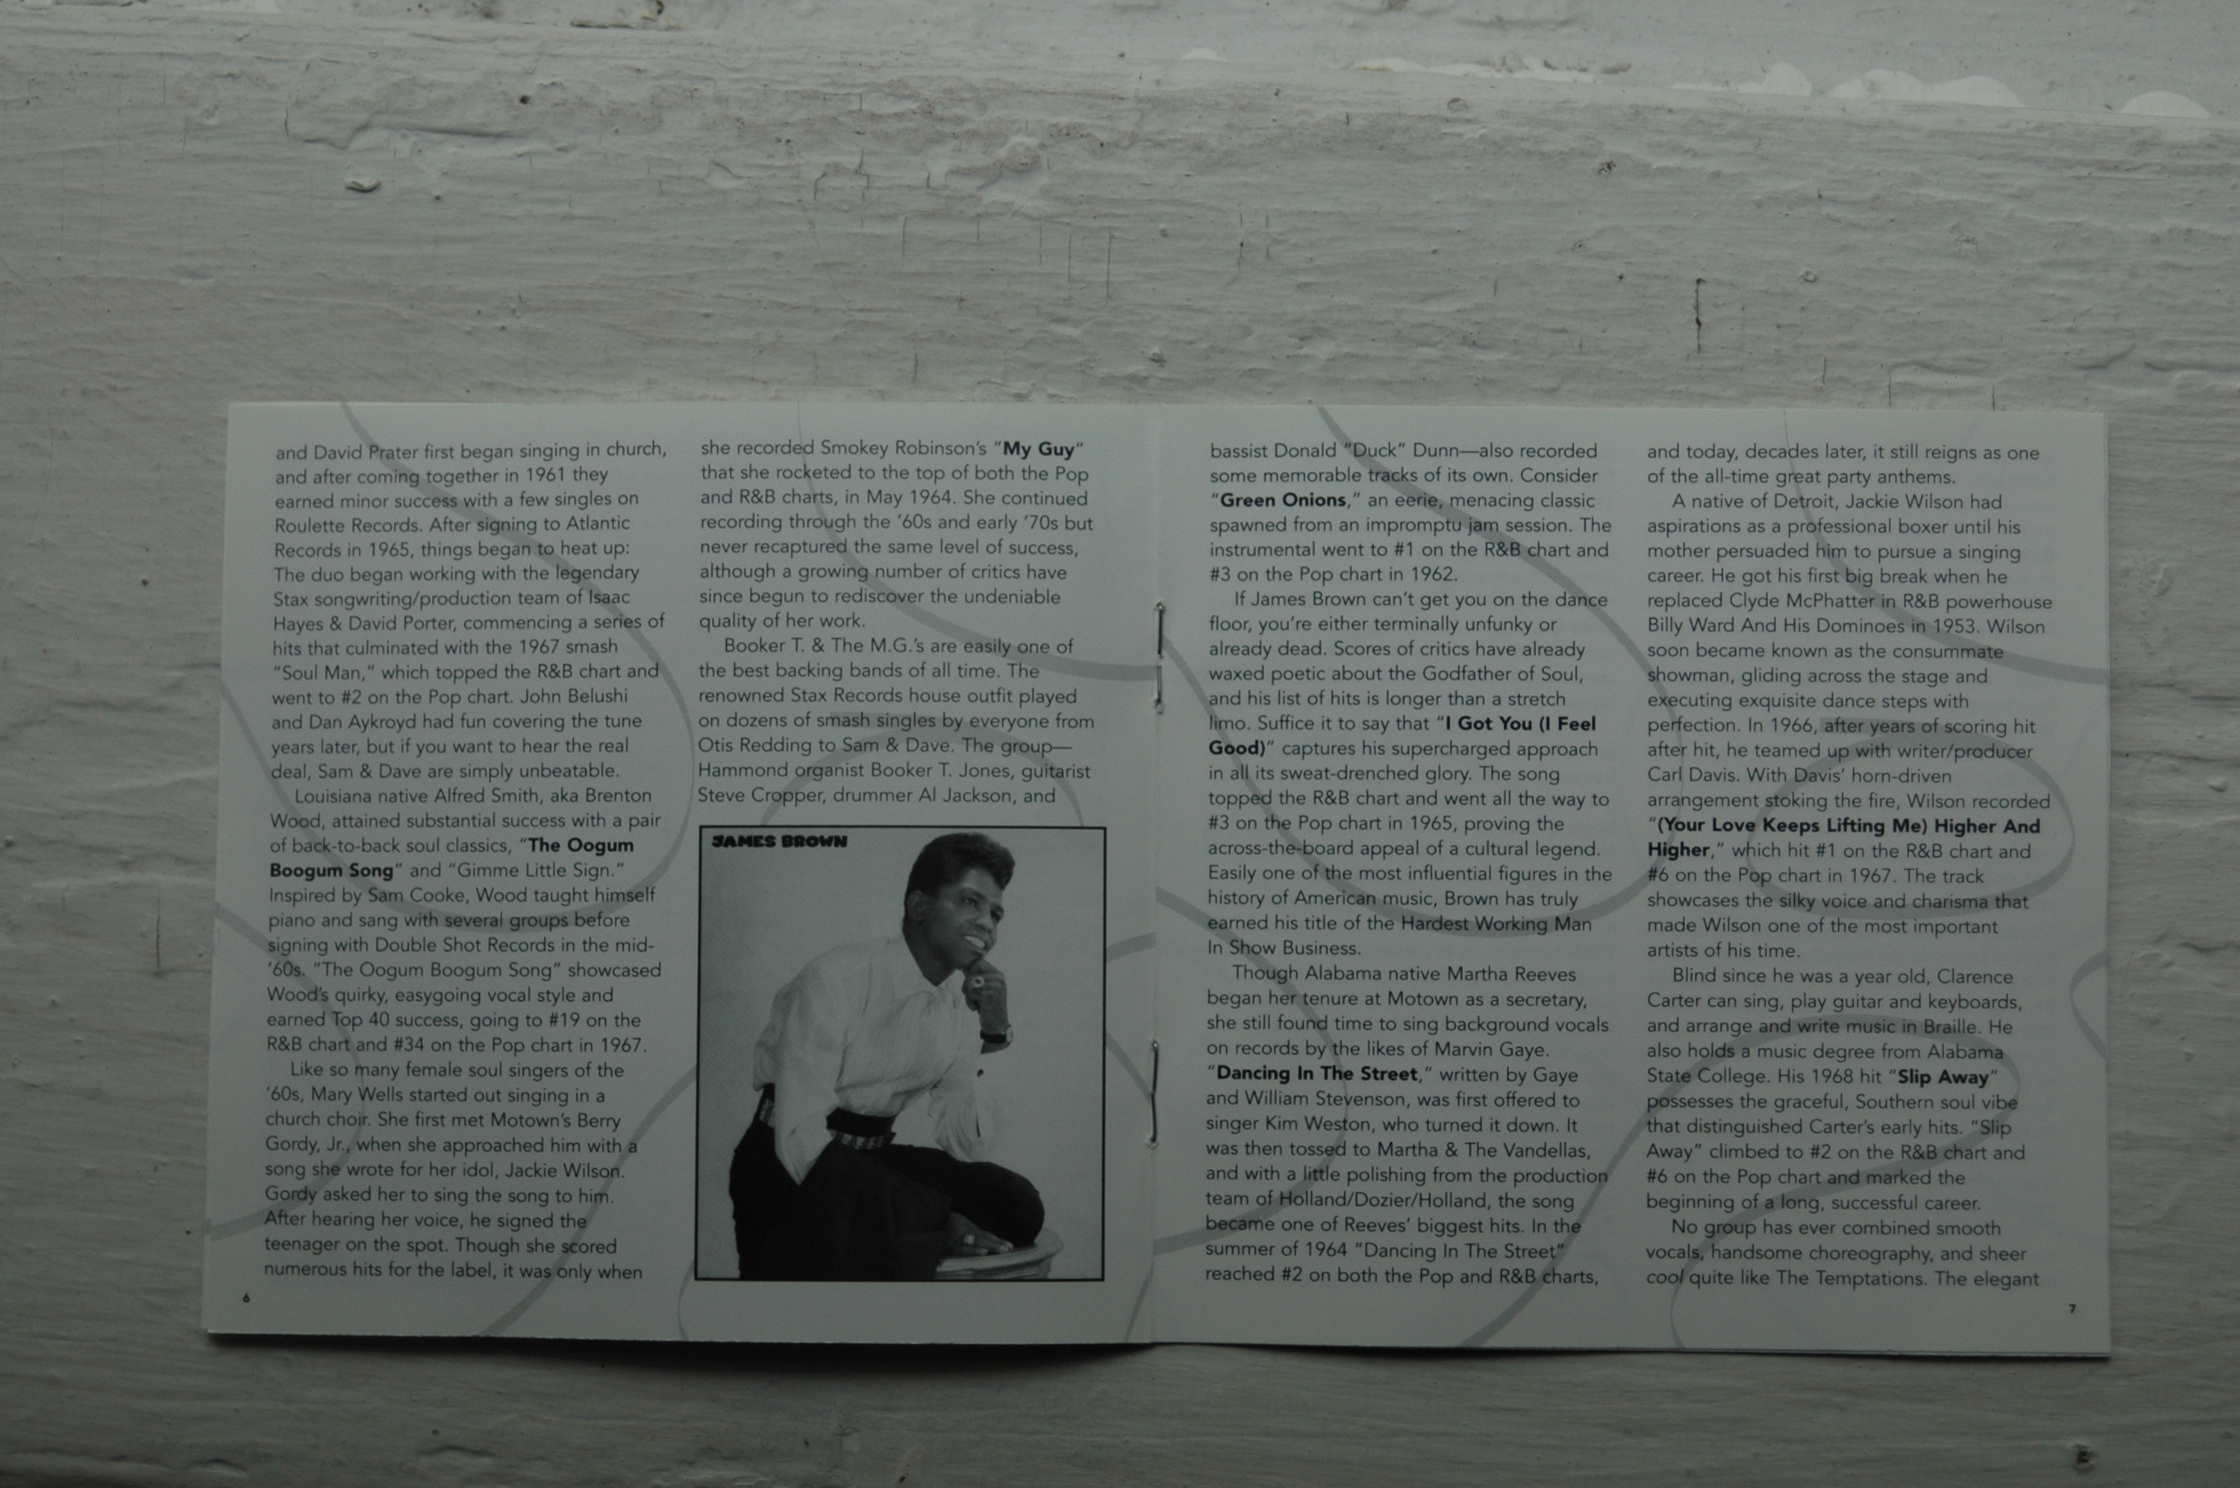 and David Prater first began singing in church,
and after coming together in 1961 they
earned minor success with a few singles on
Roulette Records. After signing to Atlantic
Records in 1965, things began to heat up:
The duo began working with the legendary
Stax songwriting/production team of Isaac
Hayes & David Porter, commencing a series of
hits that culminated with the 1967 smash
“Soul Man,” which topped the R&B chart and
went to #2 on the Pop chart. John Belushi
and Dan Aykroyd had fun covering the tune
years later, but if you want to hear the real
deal, Sam & Dave are simply unbeatable.
Louisiana native Alfred Smith, aka Brenton
Wood, attained substantial success with a pair
of back-to-back soul classics, “The Oogum
Boogum Song” and “Gimme Little Sign.”
Inspired by Sam Cooke, Wood taught himself
piano and sang with several groups before
signing with Double Shot Records in the mid-
’60s. “The Oogum Boogum Song” showcased
Wood’s quirky, easygoing vocal style and
earned Top 40 success, going to #19 on the
R&B chart and #34 on the Pop chart in 1967.
Like so many female soul singers of the
’60s, Mary Wells started out singing in a
church choir. She first met Motown’s Berry
Gordy, Jr., when she approached him with a
song she wrote for her idol, Jackie Wilson.
Gordy asked her to sing the song to him.
After hearing her voice, he signed the
teenager on the spot. Though she scored
numerous hits for the label, it was only when
6
she recorded Smokey Robinson’s “My Guy”
that she rocketed to the top of both the Pop
and R&B charts, in May 1964. She continued
recording through the ’60s and early ’70s but
never recaptured the same level of success,
although a growing number of critics have
since begun to rediscover the undeniable
quality of her work.
Booker T. & The M.G.’s are easily one of
the best backing bands of all time. The
renowned Stax Records house outfit played
on dozens of smash singles by everyone from
Otis Redding to Sam & Dave. The group—
Hammond organist Booker T. Jones, guitarist
Steve Cropper, drummer Al Jackson, and
JAMES BROWN
bassist Donald “Duck” Dunn—also recorded
some memorable tracks of its own. Consider
“Green Onions,” an eerie, menacing classic
spawned from an impromptu jam session. The
instrumental went to #1 on the R&B chart and
#3 on the Pop chart in 1962.
If James Brown can’t get you on the dance
floor, you’re either terminally unfunky or
already dead. Scores of critics have already
waxed poetic about the Godfather of Soul,
and his list of hits is longer than a stretch
limo. Suffice it to say that “I Got You (I Feel
Good)” captures his supercharged approach
in all its sweat-drenched glory. The song
topped the R&B chart and went all the way to
#3 on the Pop chart in 1965, proving the
across-the-board appeal of a cultural legend.
Easily one of the most influential figures in the
history of American music, Brown has truly
earned his title of the Hardest Working Man
In Show Business.
Though Alabama native Martha Reeves
began her tenure at Motown as a secretary,
she still found time to sing background vocals
on records by the likes of Marvin Gaye.
“Dancing In The Street,” written by Gaye
and William Stevenson, was first offered to
singer Kim Weston, who turned it down. It
was then tossed to Martha & The Vandellas,
and with a little polishing from the production
team of Holland/Dozier/Holland, the song
became one of Reeves’ biggest hits. In the
summer of 1964 “Dancing In The Street”
reached #2 on both the Pop and R&B charts,
and today, decades later, it still reigns as one
of the all-time great party anthems.
A native of Detroit, Jackie Wilson had
aspirations as a professional boxer until his
mother persuaded him to pursue a singing
career. He got his first big break when he
replaced Clyde McPhatter in R&B powerhouse
Billy Ward And His Dominoes in 1953. Wilson
soon became known as the consummate
showman, gliding across the stage and
executing exquisite dance steps with
perfection. In 1966, after years of scoring hit
after hit, he teamed up with writer/producer
Carl Davis. With Davis’ horn-driven
arrangement stoking the fire, Wilson recorded
“(Your Love Keeps Lifting Me) Higher And
Higher,” which hit #1 on the R&B chart and
#6 on the Pop chart in 1967. The track
showcases the silky voice and charisma that
made Wilson one of the most important
artists of his time.
Blind since he was a year old, Clarence
Carter can sing, play guitar and keyboards,
and arrange and write music in Braille. He
also holds a music degree from Alabama
State College. His 1968 hit “Slip Away”
possesses the graceful, Southern soul vibe
that distinguished Carter’s early hits. “Slip
Away” climbed to #2 on the R&B chart and
#6 on the Pop chart and marked the
beginning of a long, successful career.
No group has ever combined smooth
vocals, handsome choreography, and sheer
cool quite like The Temptations. The elegant
7